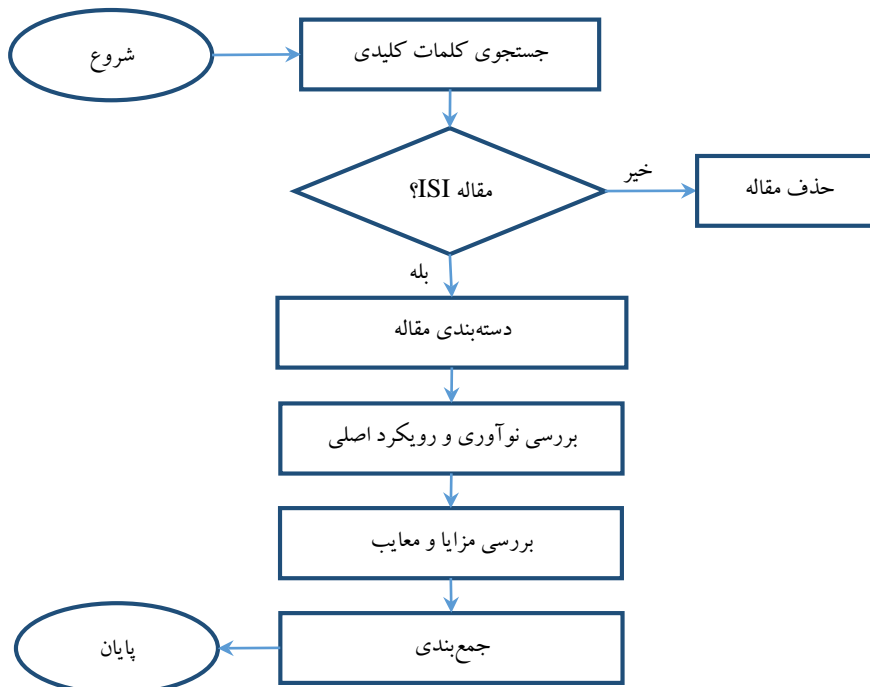 شروع
جستجوی کلمات کلیدی
مقاله ISI؟
خیر
حذف مقاله
بله
دسته‌بندی مقاله
بررسی نوآوری و رویکرد اصلی
بررسی مزایا و معایب
جمع‌بندی
پایان